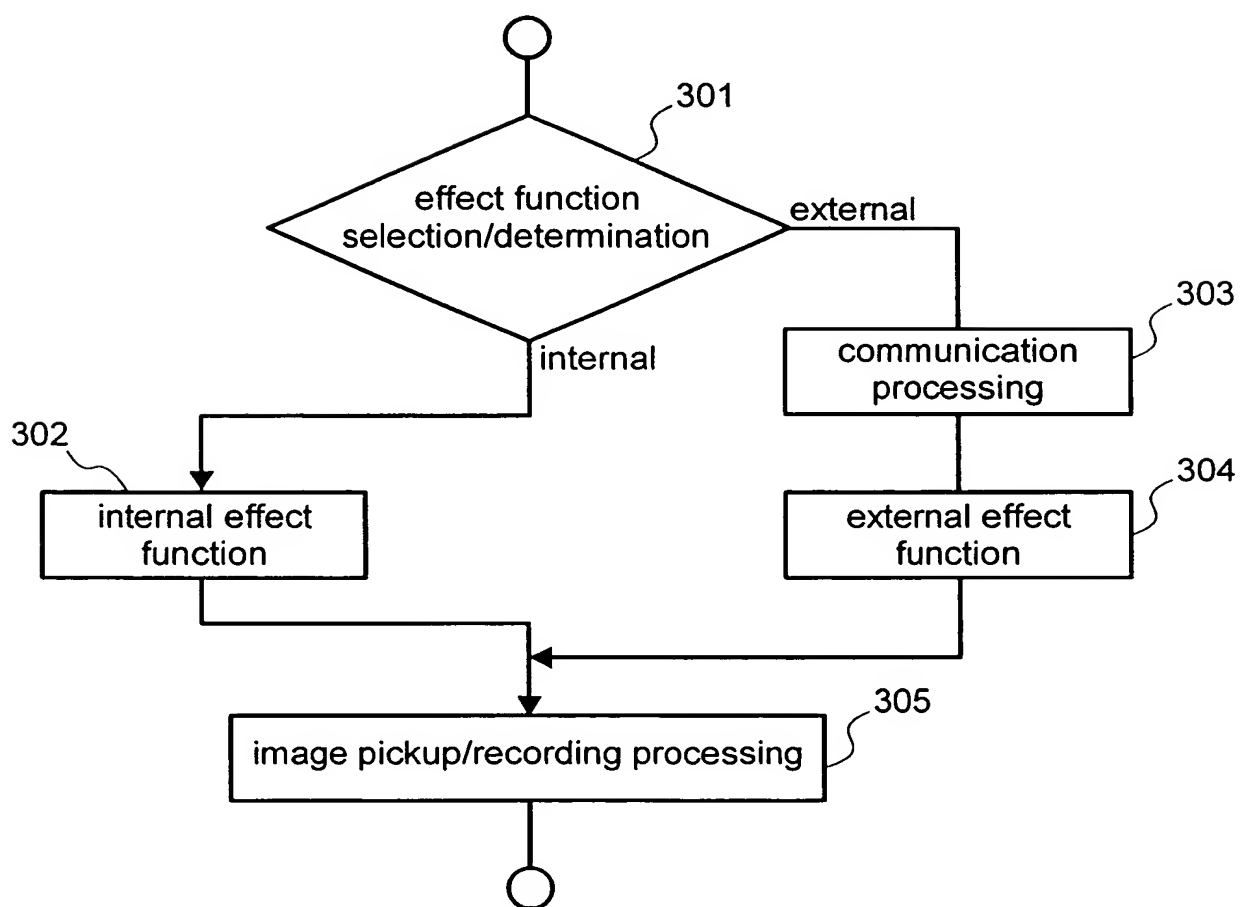 301
effect function
selection/determination
external
internal
303
communication
processing
302
internal effect
function
304
external effect
function
305
image pickup/recording processing